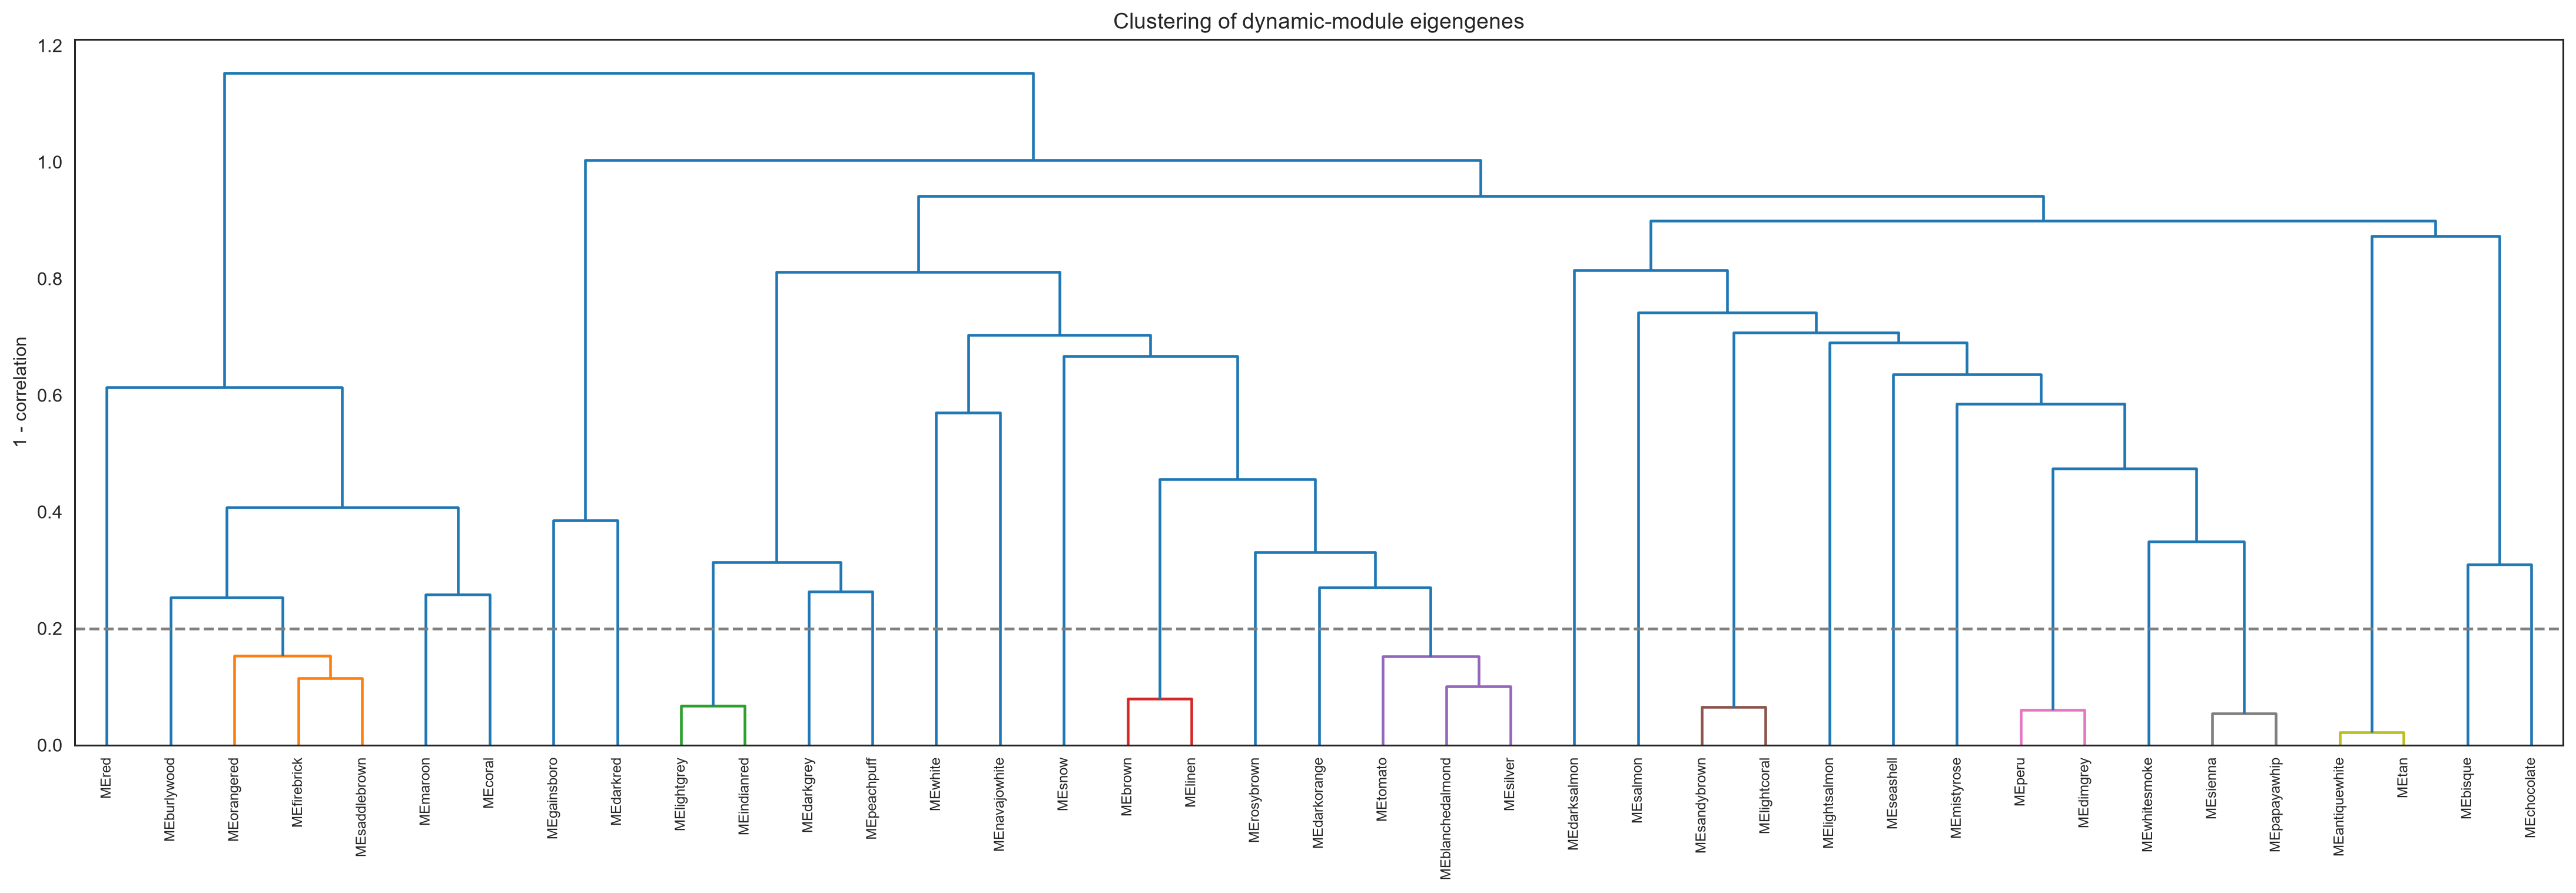 Clustering of dynamic-module eigengenes
1.2
1.0
0.8
0.6
0.4
0.2
0.0
1 - correlation
MEred
MEburlywood
MEorangered
MEfirebrick
MEsaddlebrown
MEmaroon
MEcoral
MEgainsboro
MEdarkred
MElightgrey
MEindianred
MEdarkgrey
MEpeachpuff
MEwhite
MEnavajowhite
MEsnow
MEbrown
MElinen
MErosybrown
MEdarkorange
MEtomato
MEblanchedalmond
MEsilver
MEdarksalmon
MEsalmon
MEsandybrown
MElightcoral
MElightsalmon
MEseashell
MEmistyrose
MEperu
MEdimgrey
MEwhitesmoke
MEsienna
MEpapayawhip
MEantiquewhite
MEtan
MEbisque
MEchocolate